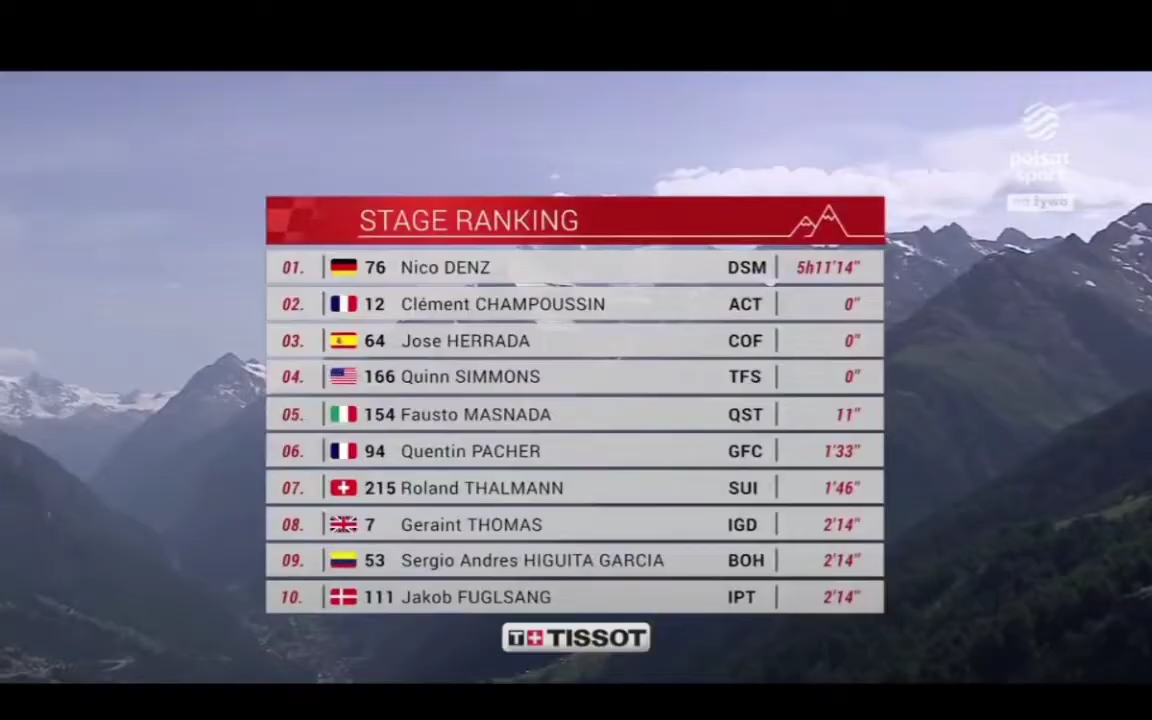 polsat
sport
na żywo
STAGE RANKING
01. 76 Nico DENZ DSM 5h11'14"
02. 12 Clément CHAMPOUSSIN ACT 0"
03. 64 Jose HERRADA COF 0"
04. 166 Quinn SIMMONS TFS 0"
05. 154 Fausto MASNADA QST 11"
06. 94 Quentin PACHER GFC 1'33"
07. 215 Roland THALMANN SUI 1'46"
08. 7 Geraint THOMAS IGD 2'14"
09. 53 Sergio Andres HIGUITA GARCIA BOH 2'14"
10. 111 Jakob FUGLSANG IPT 2'14"
T+ TISSOT